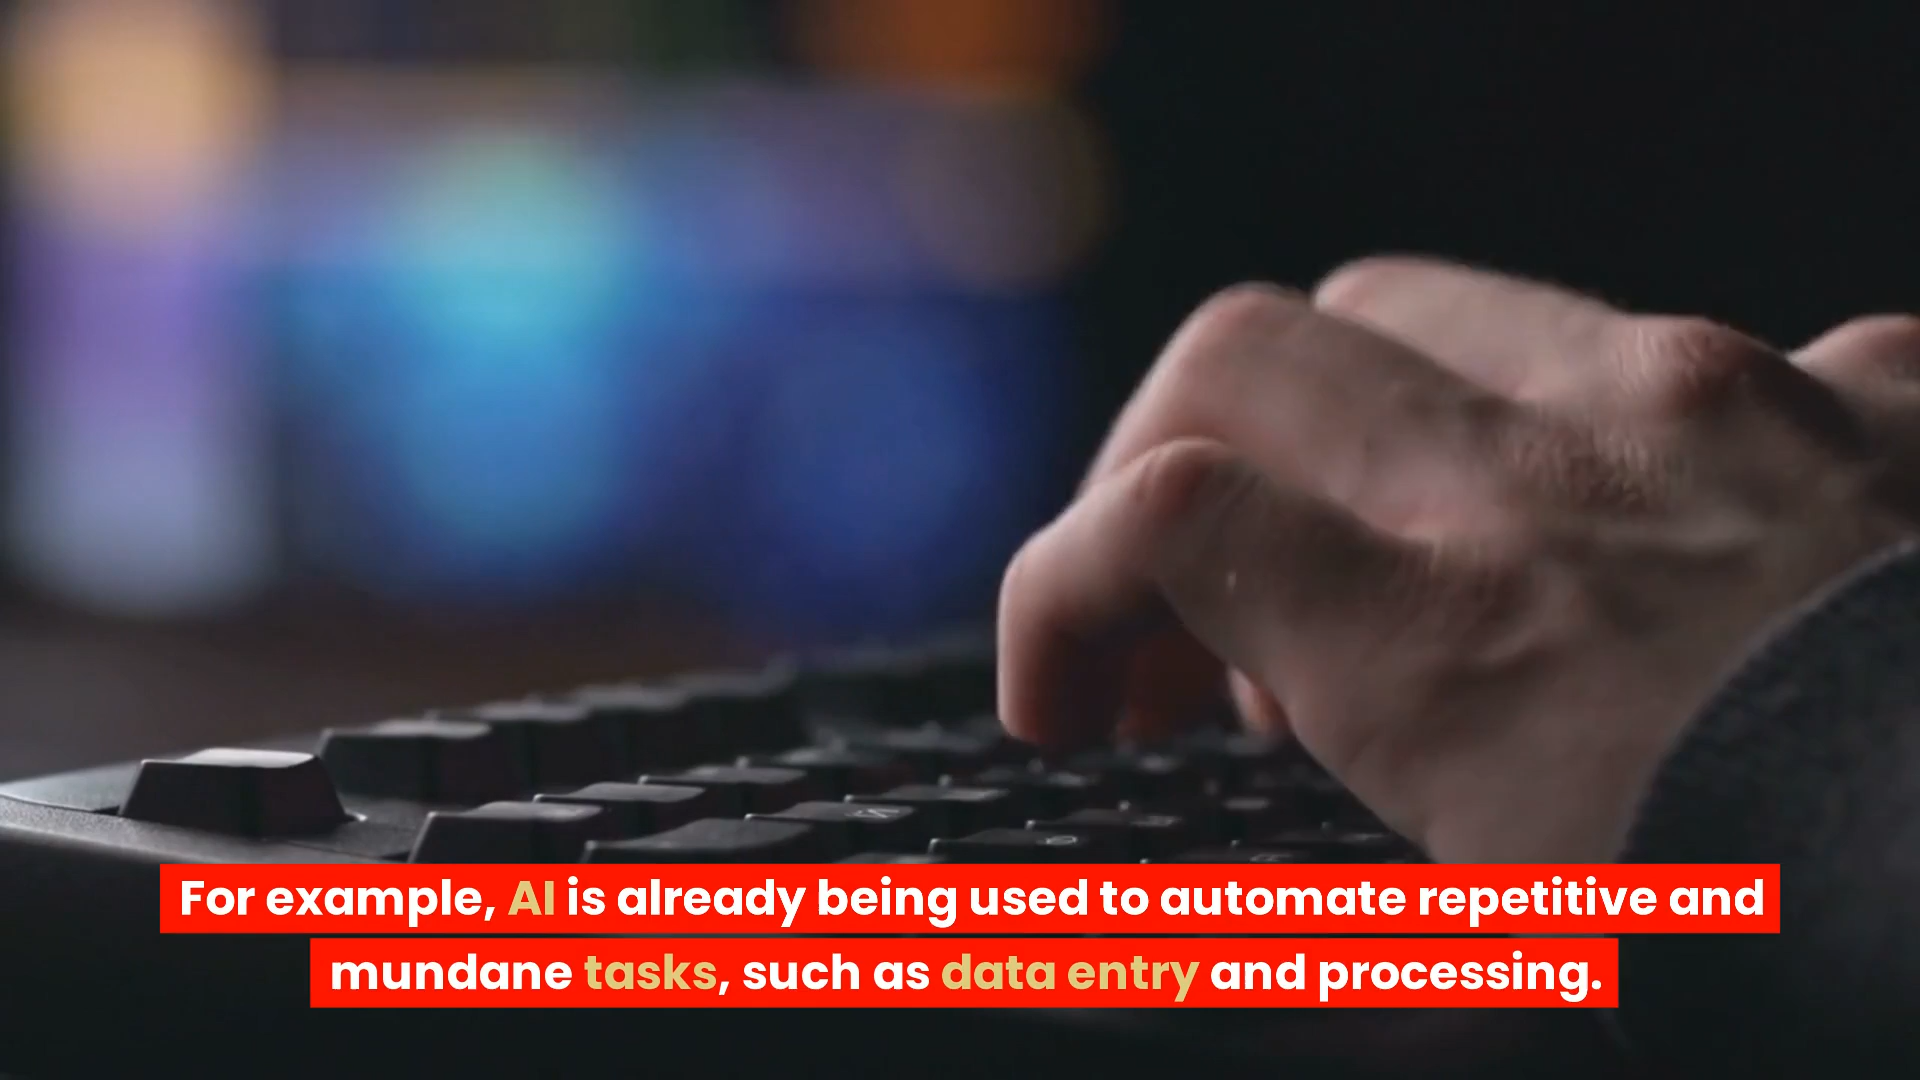 For example, AI is already being used to automate repetitive and
mundane tasks, such as data entry and processing.